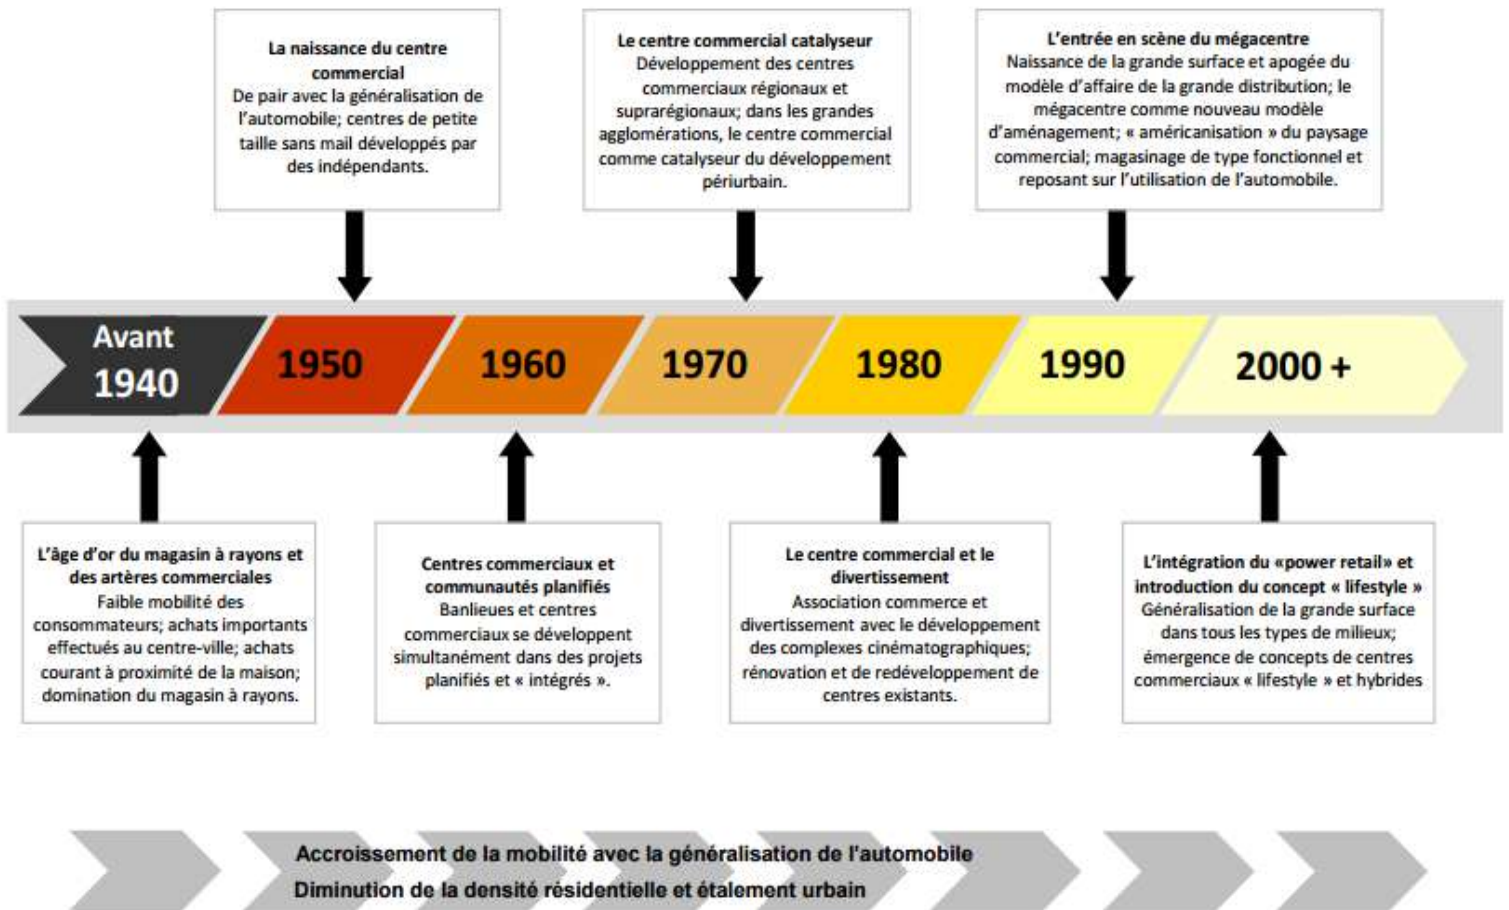 La naissance du centre
commercial
De pair avec la généralisation de
l'automobile; centres de petite
taille sans mail développés par
des indépendants.
Le centre commercial catalyseur
Développement des centres
commerciaux régionaux et
suprarégionaux; dans les grandes
agglomérations, le centre commercial
comme catalyseur du développement
périurbain.
L'entrée en scène du mégacentre
Naissance de la grande surface et apogée du
modèle d'affaire de la grande distribution; le
mégacentre comme nouveau modèle
d'aménagement; « américanisation » du paysage
commercial; magasinage de type fonctionnel et
reposant sur l'utilisation de l'automobile.
Avant
1940
1950
1960
1970
1980
1990
2000 +
L'âge d'or du magasin à rayons et
des artères commerciales
Faible mobilité des
consommateurs; achats importants
effectués au centre-ville; achats
courant à proximité de la maison;
domination du magasin à rayons.
Centres commerciaux et
communautés planifiés
Banlieues et centres
commerciaux se développent
simultanément dans des projets
planifiés et « intégrés ».
Le centre commercial et le
divertissement
Association commerce et
divertissement avec le développement
des complexes cinématographiques;
rénovation et de redéveloppement de
centres existants.
L'intégration du «power retail» et
introduction du concept « lifestyle »
Généralisation de la grande surface
dans tous les types de milieux;
émergence de concepts de centres
commerciaux « lifestyle » et hybrides
Accroissement de la mobilité avec la généralisation de l'automobile
Diminution de la densité résidentielle et étalement urbain